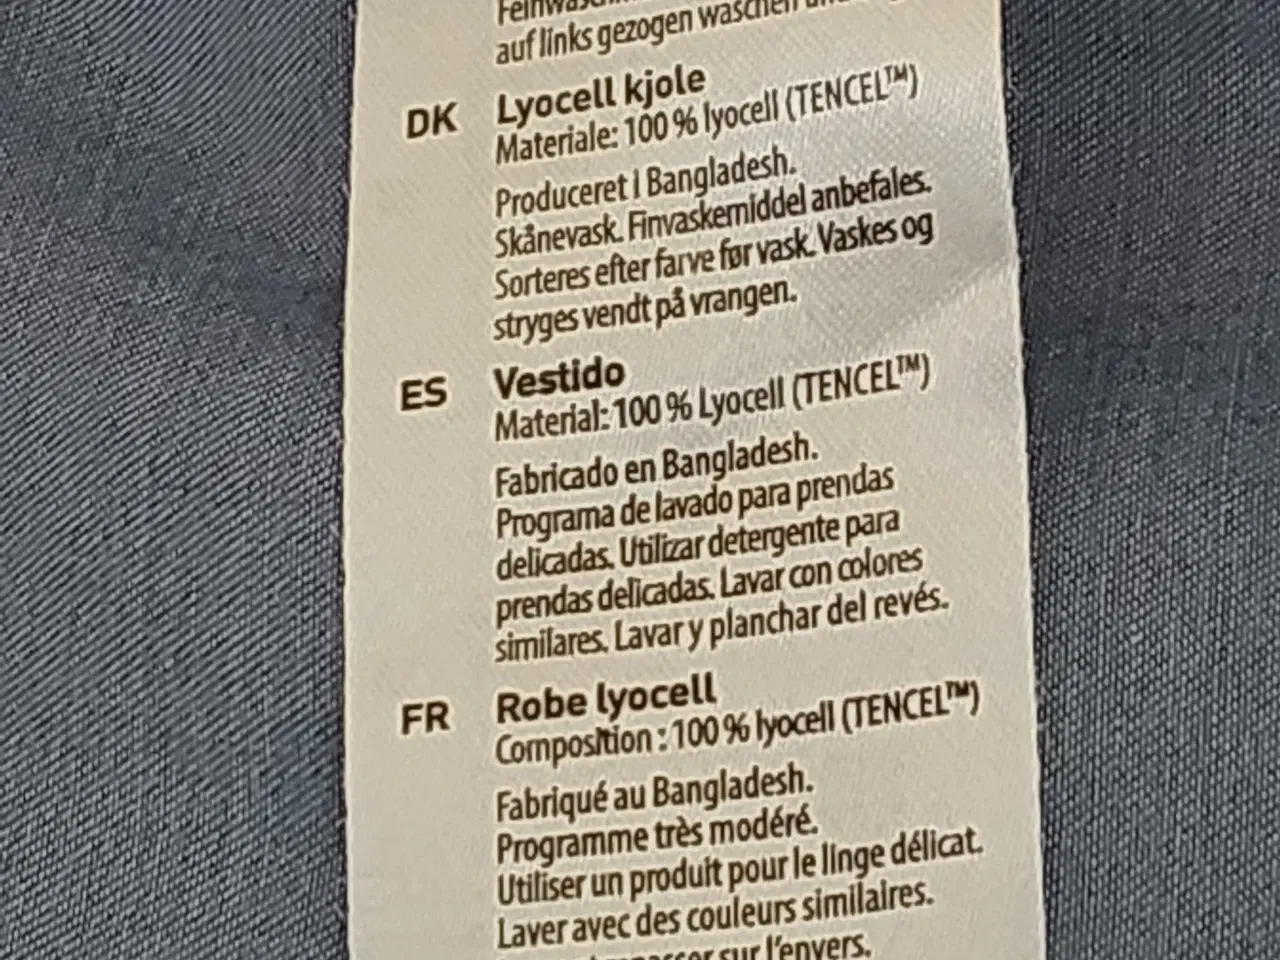 auf links gezogen waschen
DK Lyocell kjole
Materiale: 100 % lyocell (TENCEL™)
Produceret i Bangladesh.
Skånevask. Finvaskemiddel anbefales.
Sorteres efter farve før vask. Vaskes og
stryges vendt på vrangen.
ES Vestido
Material: 100 % Lyocell (TENCEL™)
Fabricado en Bangladesh.
Programa de lavado para prendas
delicadas. Utilizar detergente para
prendas delicadas. Lavar con colores
similares. Lavar y planchar del revés.
FR Robe lyocell
Composition : 100 % lyocell (TENCEL™)
Fabriqué au Bangladesh.
Programme très modéré.
Utiliser un produit pour le linge délicat.
Laver avec des couleurs similaires.
sur l'envers.